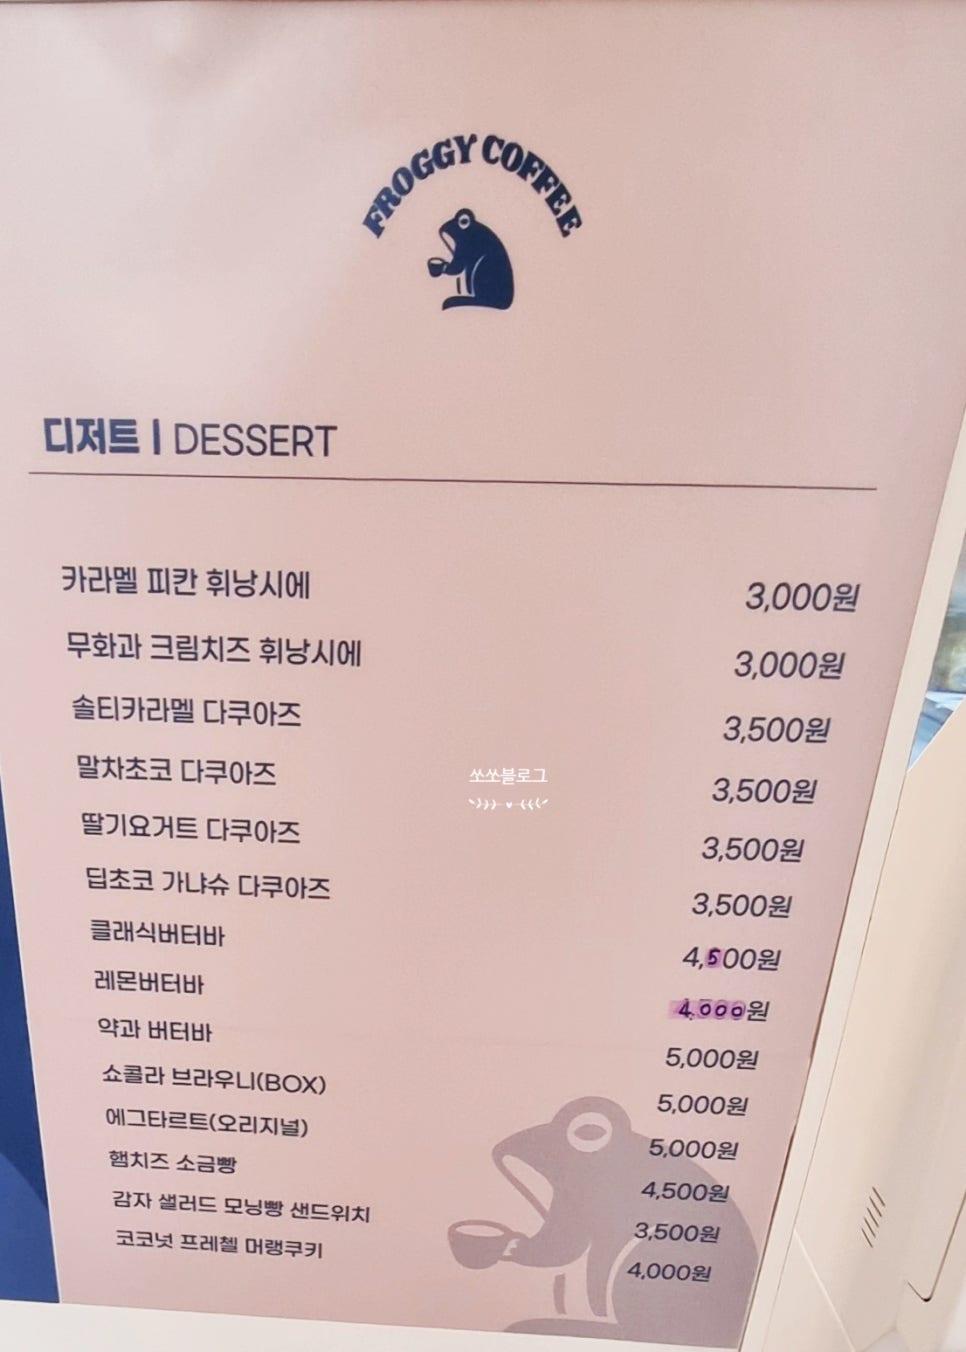 FROGGY COFFEE
디저트 | DESSERT
카라멜 피칸 휘낭시에 3,000원
무화과 크림치즈 휘낭시에 3,000원
솔티카라멜 다쿠아즈 3,500원
말차초코 다쿠아즈 3,500원
쏘쏘블로그
딸기요거트 다쿠아즈 3,500원
딥초코 가냐슈 다쿠아즈 3,500원
클래식버터바 4,500원
레몬버터바 4,000원
약과 버터바 5,000원
쇼콜라 브라우니(BOX) 5,000원
에그타르트(오리지널) 5,000원
햄치즈 소금빵 4,500원
감자 샐러드 모닝빵 샌드위치 3,500원
코코넛 프레첼 머랭쿠키 4,000원